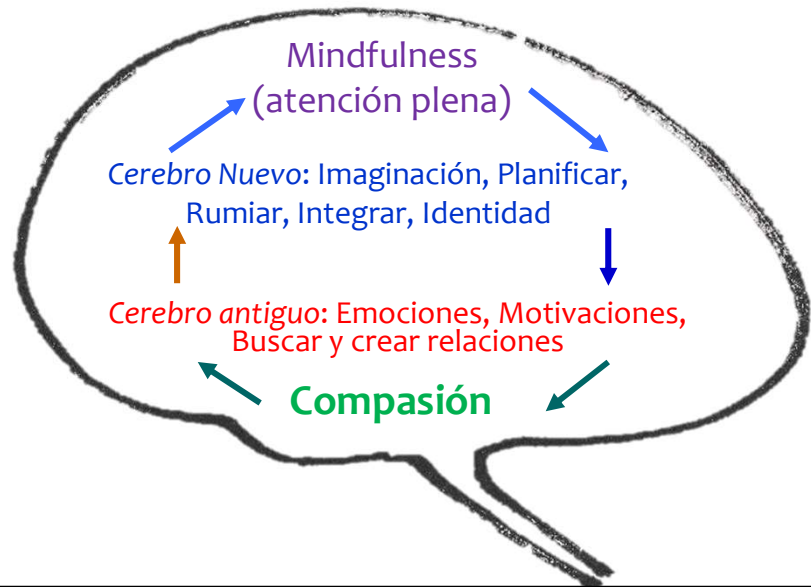 Mindfulness
(atención plena)
Cerebro Nuevo: Imaginación, Planificar,
Rumiar, Integrar, Identidad
Cerebro antiguo: Emociones, Motivaciones,
Buscar y crear relaciones
Compasión